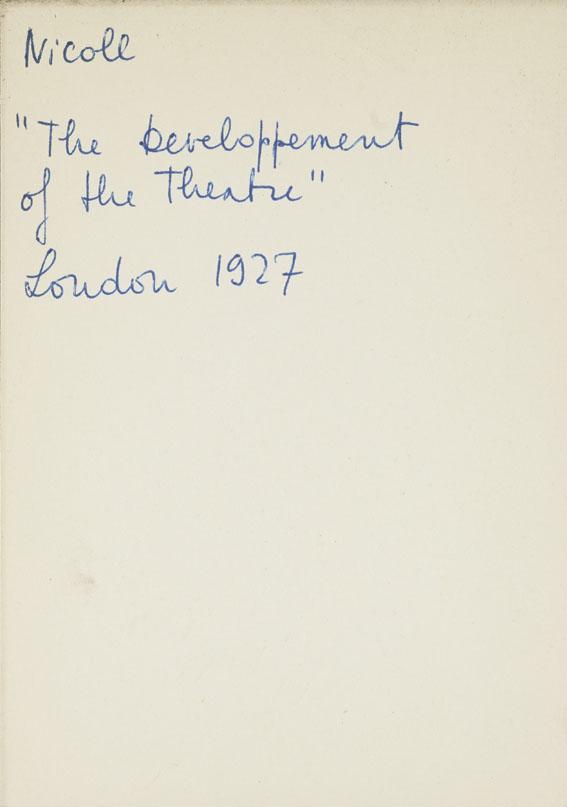 Nicoll
"The Developpement
of the Theatre"
London 1927